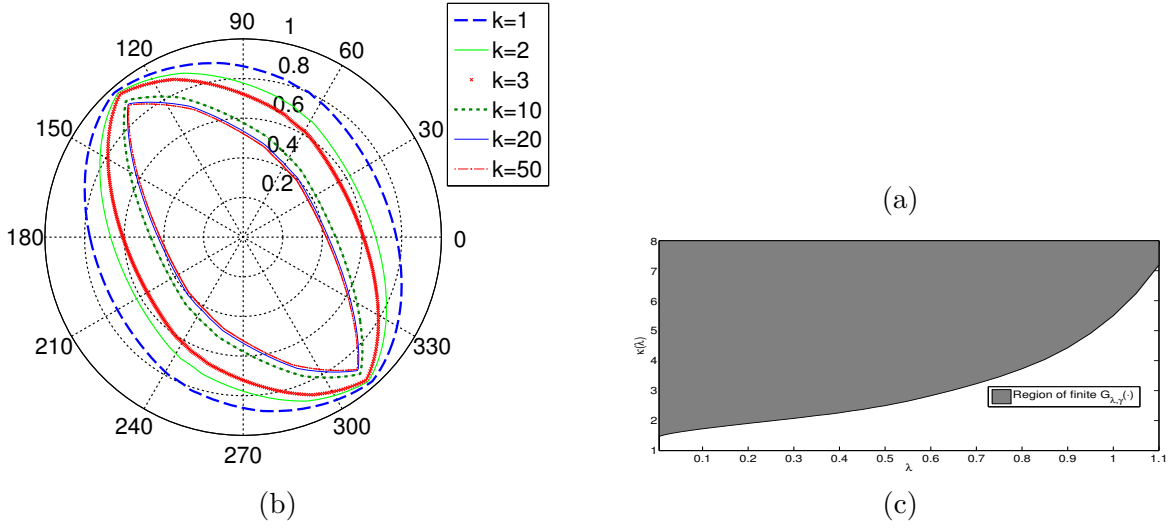 90
1
120
60
0.8
0.6
150
30
0.4
0.2
180
0
210
330
240
300
270
k=1
k=2
k=3
k=10
k=20
k=50
(b)
(a)
8
7
6
5
4
3
2
1
κ(λ)
Region of finite G_{λ,γ}(·)
0.1 0.2 0.3 0.4 0.5 0.6 0.7 0.8 0.9 1 1.1
λ
(c)